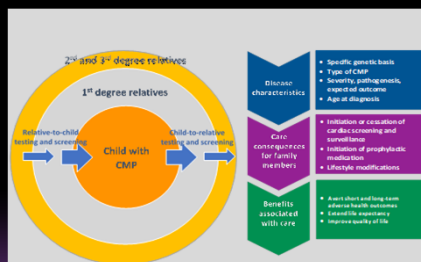 2nd and 3rd degree relatives
1st degree relatives
Relative-to-child
testing and screening
Child with
CMP
Child-to-relative
testing and screening
Disease
characteristics
• Specific genetic basis
• Type of CMP
• Severity, pathogenesis,
expected outcome
• Age at diagnosis
Care
consequences
for family
members
• Initiation or cessation of
cardiac screening and
surveillance
• Initiation of prophylactic
medication
• Lifestyle modifications
Benefits
associated
with care
• Avert short and long-term
adverse health outcomes
• Extend life expectancy
• Improve quality of life